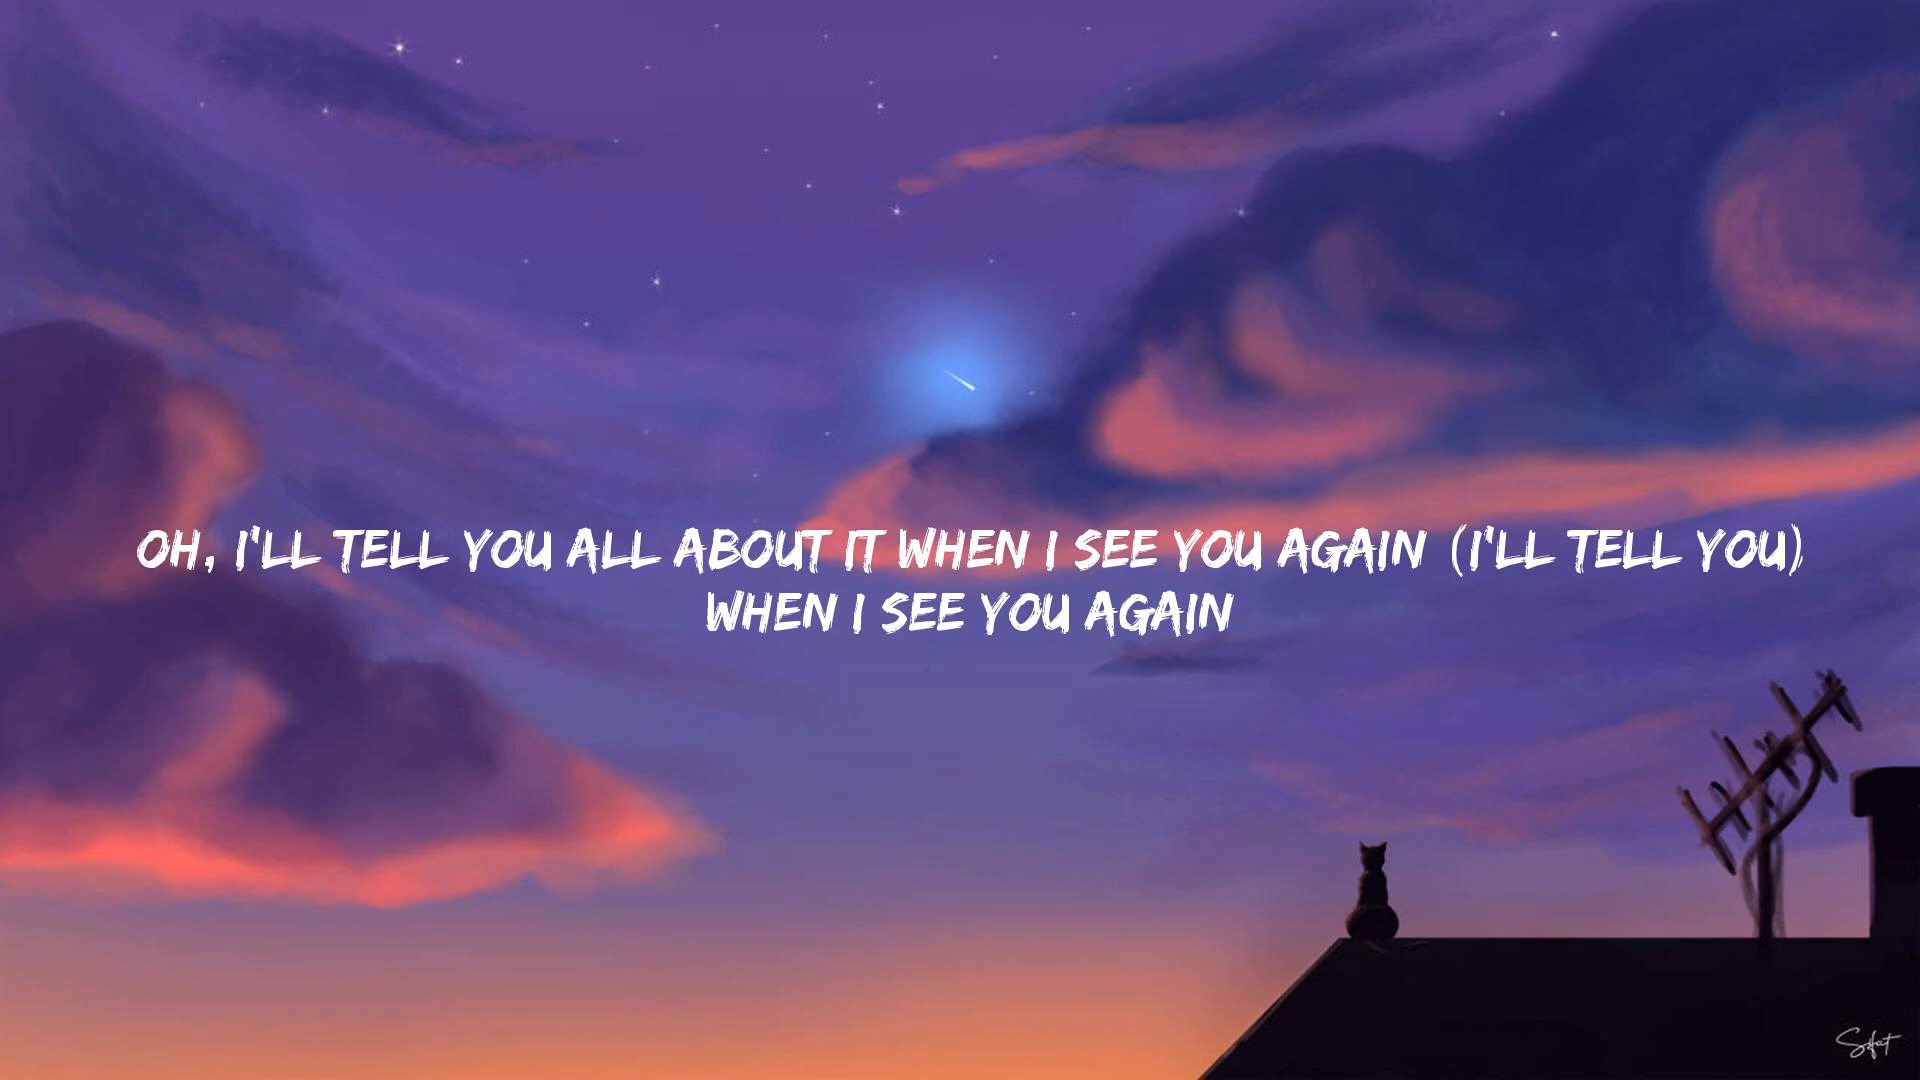 OH, I'LL TELL YOU ALL ABOUT IT WHEN I SEE YOU AGAIN (I'LL TELL YOU)
WHEN I SEE YOU AGAIN